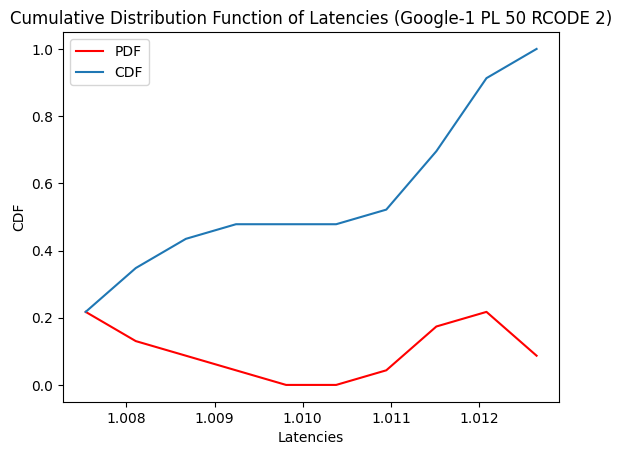 Cumulative Distribution Function of Latencies (Google-1 PL 50 RCODE 2)
PDF
CDF
1.0
0.8
0.6
0.4
0.2
0.0
CDF
1.008
1.009
1.010
1.011
1.012
Latencies